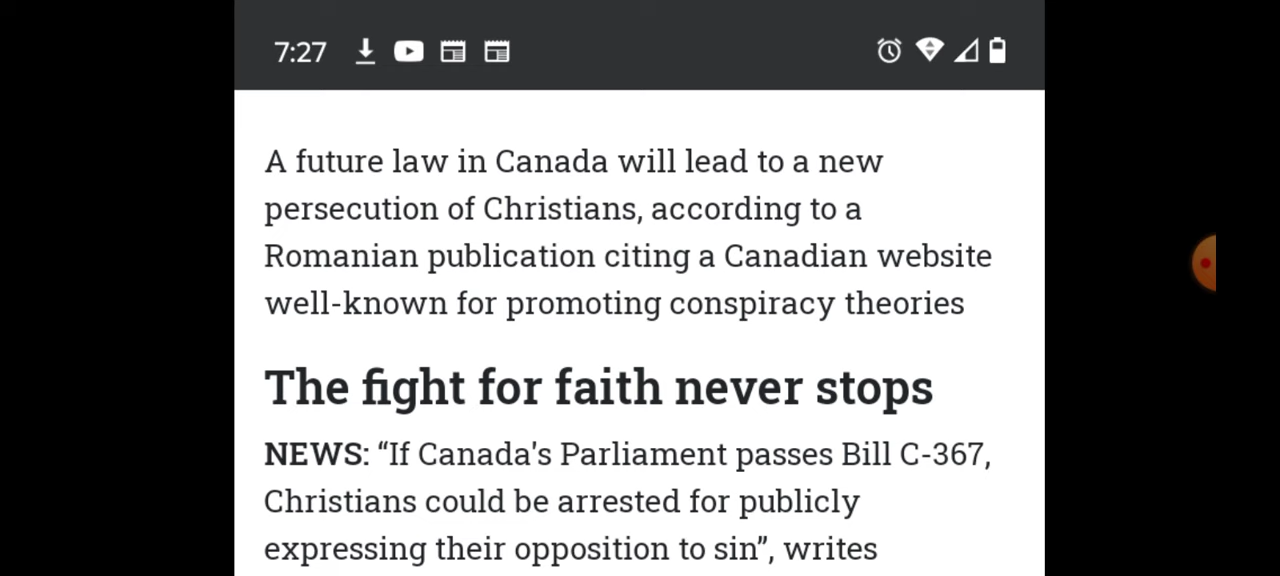 7:27
A future law in Canada will lead to a new
persecution of Christians, according to a
Romanian publication citing a Canadian website
well-known for promoting conspiracy theories
The fight for faith never stops
NEWS: “If Canada's Parliament passes Bill C-367,
Christians could be arrested for publicly
expressing their opposition to sin”, writes